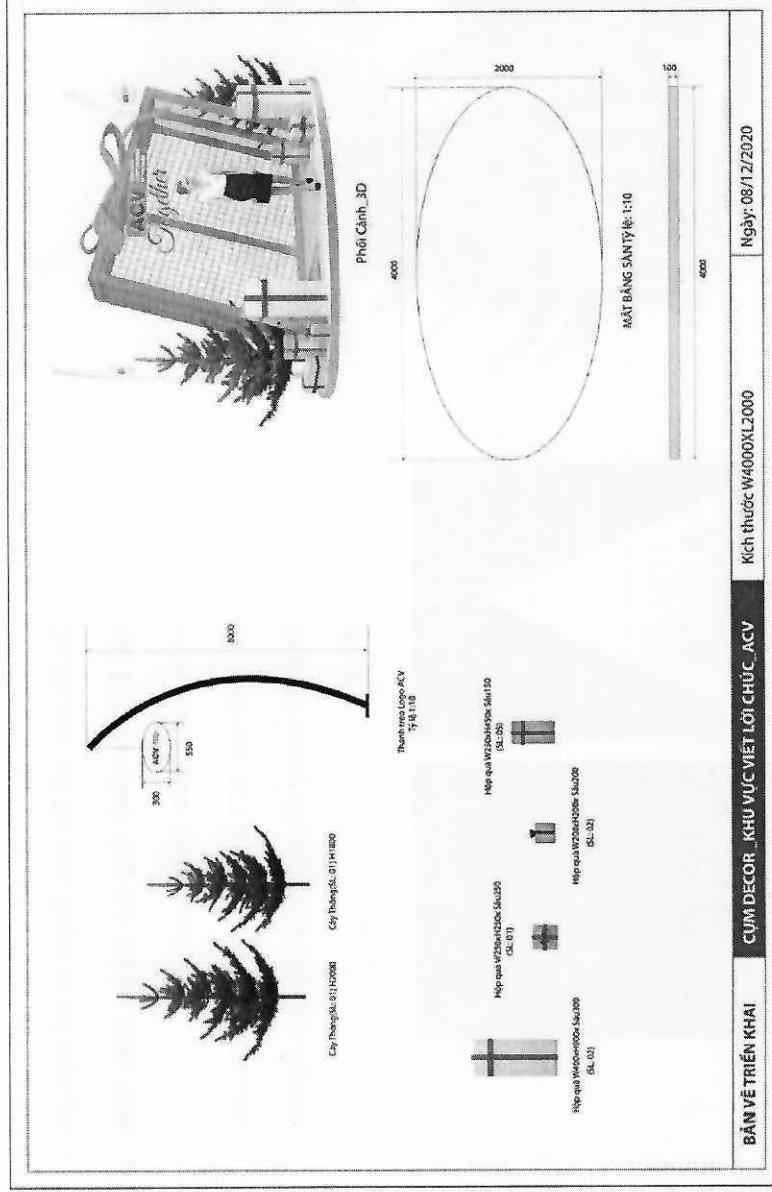 ACV
Together
Phối Cảnh_3D
4000
2000
MẶT BẰNG SÀN Tỷ lệ: 1:10
100
4000
3000
ACV
550
300
Thanh treo Logo ACV
Tỷ lệ 1:10
Cây Thông(SL: 01) H2000
Cây Thông(SL: 01) H1800
Hộp quà W400xH800x Sâu300
(SL: 02)
Hộp quà W250xH250x Sâu250
(SL: 01)
Hộp quà W200xH200x Sâu200
(SL: 02)
Hộp quà W250xH450x Sâu150
(SL: 05)
BẢN VẼ TRIỂN KHAI
CỤM DECOR_KHU VỰC VIẾT LỜI CHÚC_ACV
Kích thước W4000XL2000
Ngày: 08/12/2020